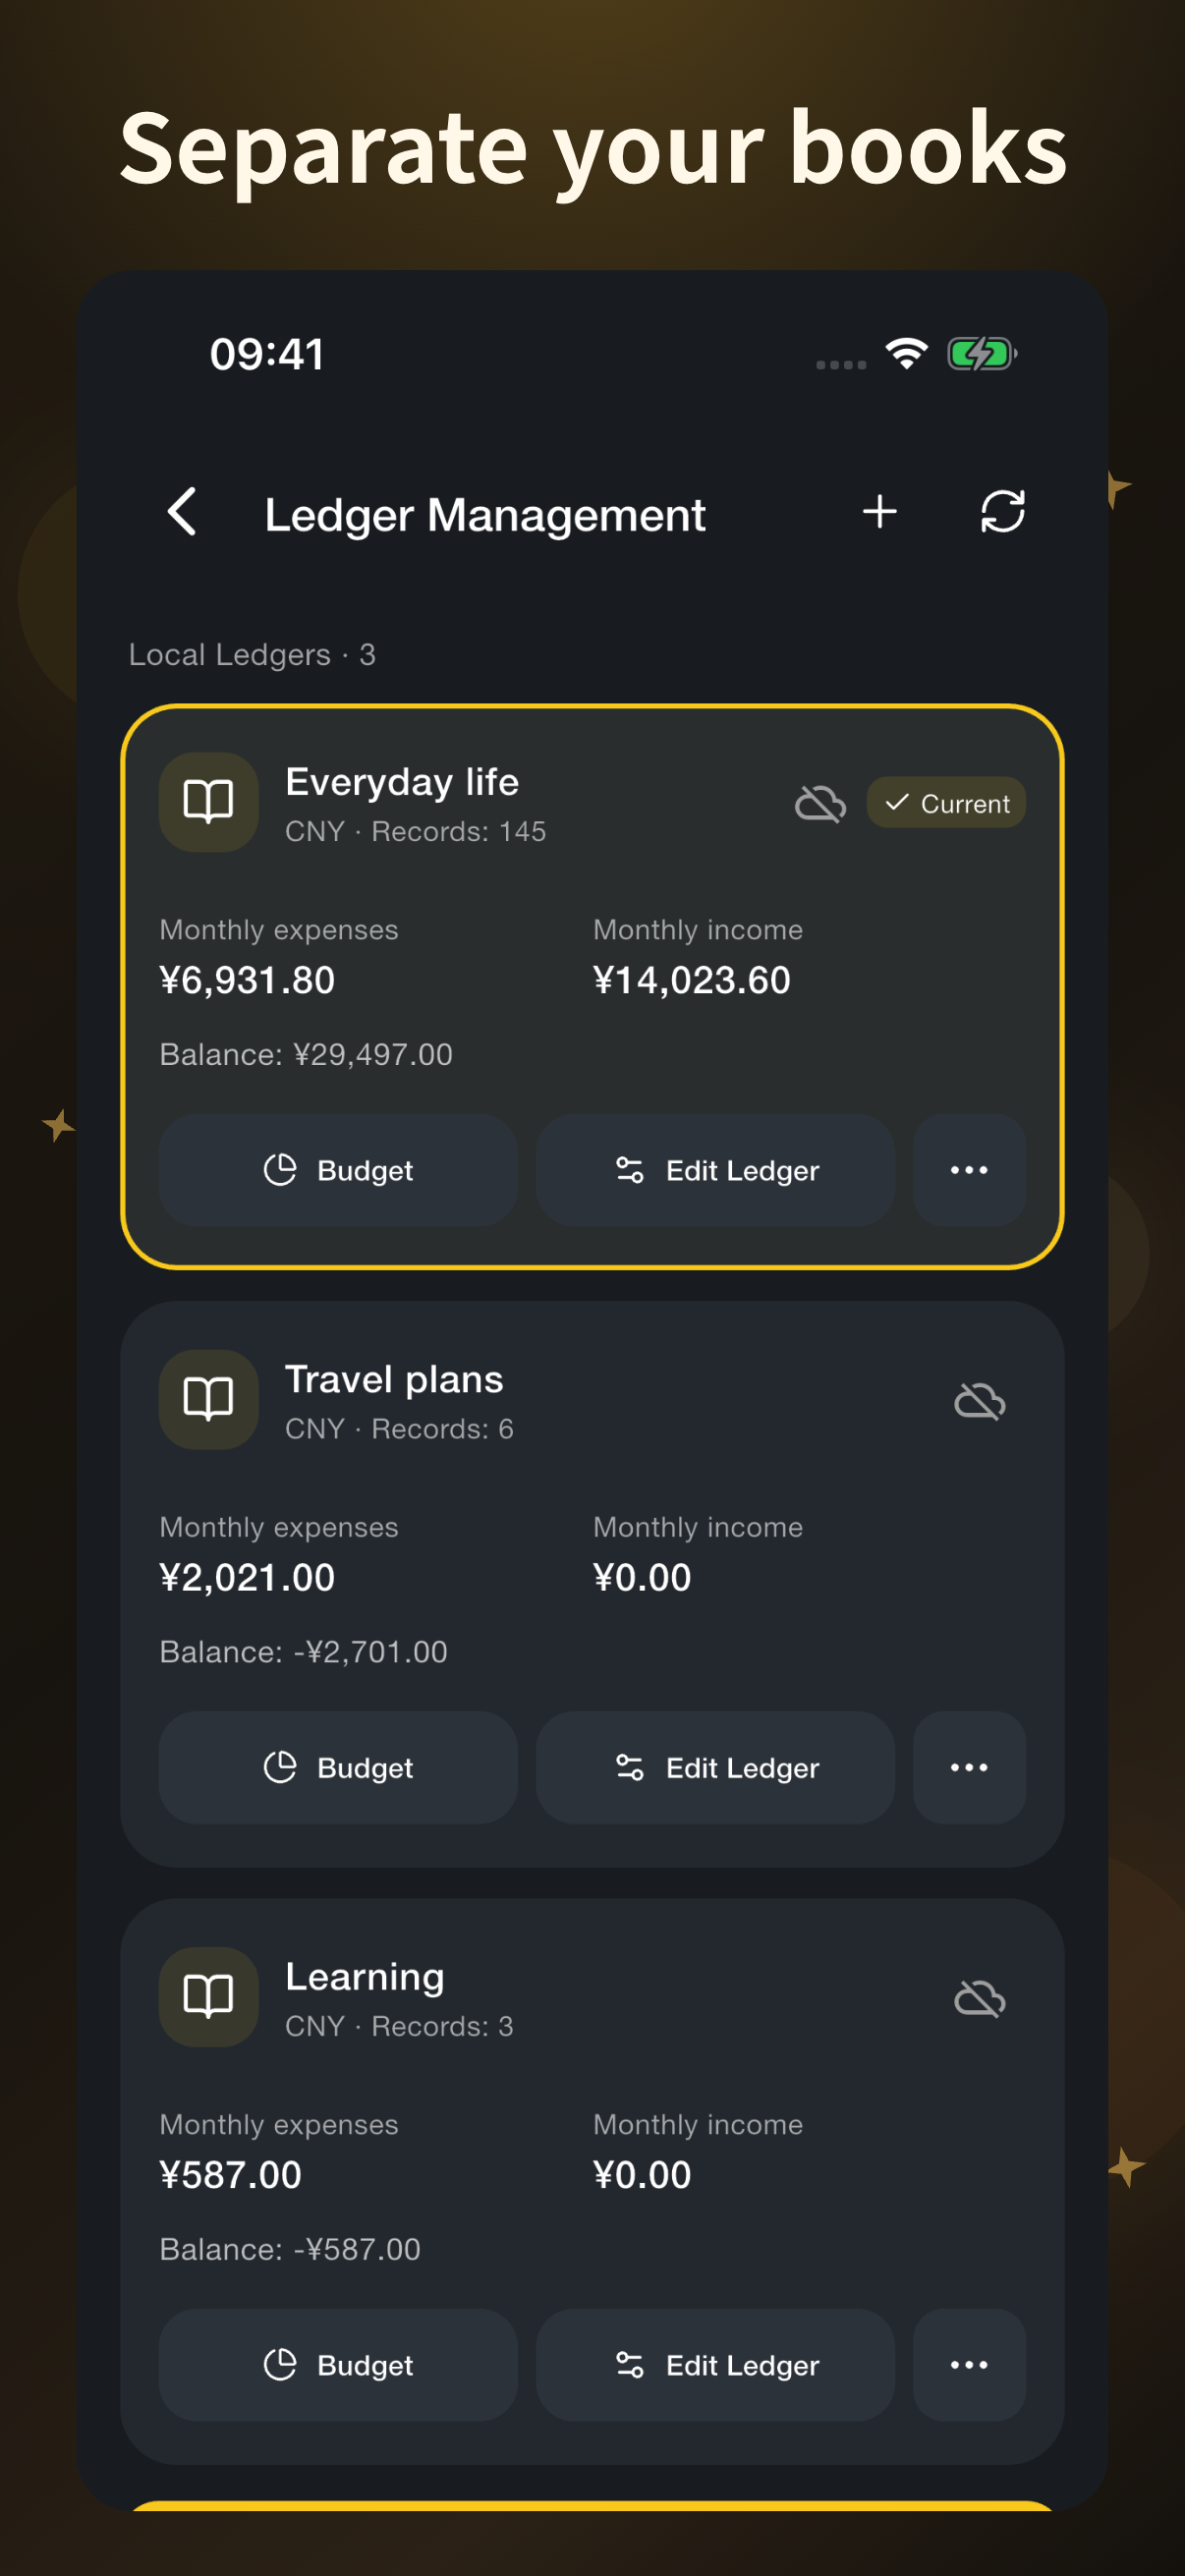 Separate your books
09:41
Ledger Management
Local Ledgers · 3
Everyday life
CNY · Records: 145
Current
Monthly expenses
Monthly income
¥6,931.80
¥14,023.60
Balance: ¥29,497.00
Budget
Edit Ledger
Travel plans
CNY · Records: 6
Monthly expenses
Monthly income
¥2,021.00
¥0.00
Balance: -¥2,701.00
Budget
Edit Ledger
Learning
CNY · Records: 3
Monthly expenses
Monthly income
¥587.00
¥0.00
Balance: -¥587.00
Budget
Edit Ledger